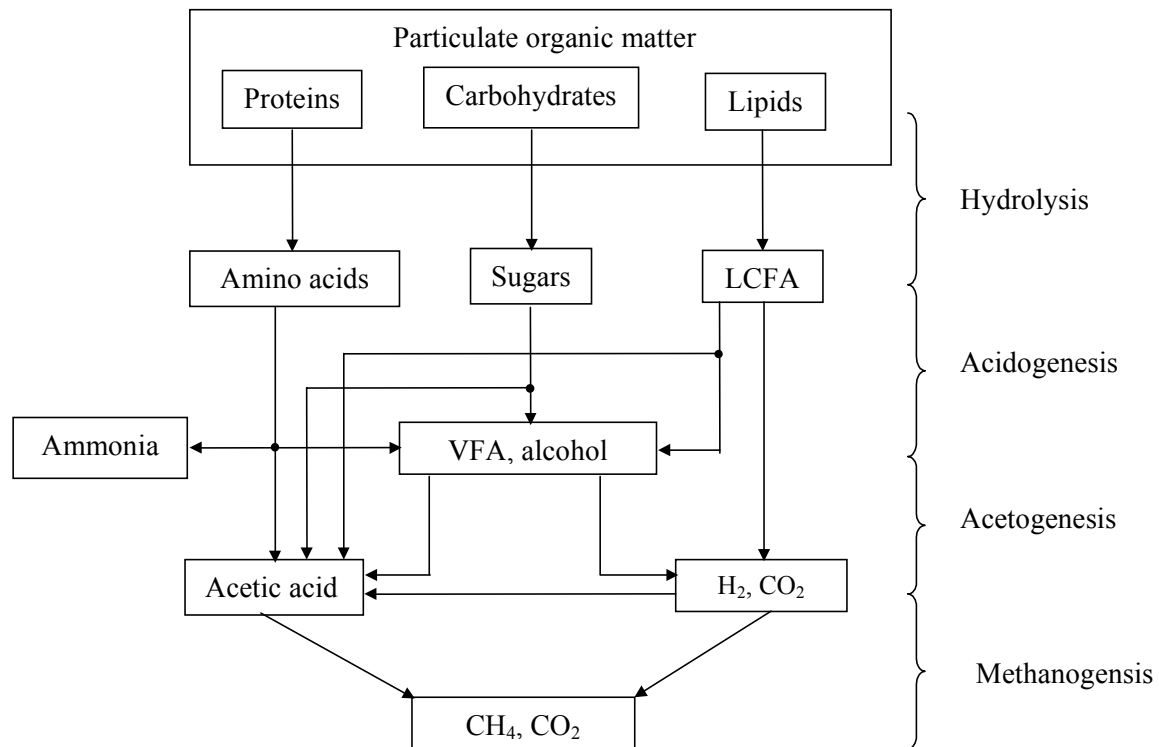 Particulate organic matter
Proteins
Carbohydrates
Lipids
Hydrolysis
Amino acids
Sugars
LCFA
Acidogenesis
Ammonia
VFA, alcohol
Acetogenesis
Acetic acid
H₂, CO₂
Methanogensis
CH₄, CO₂